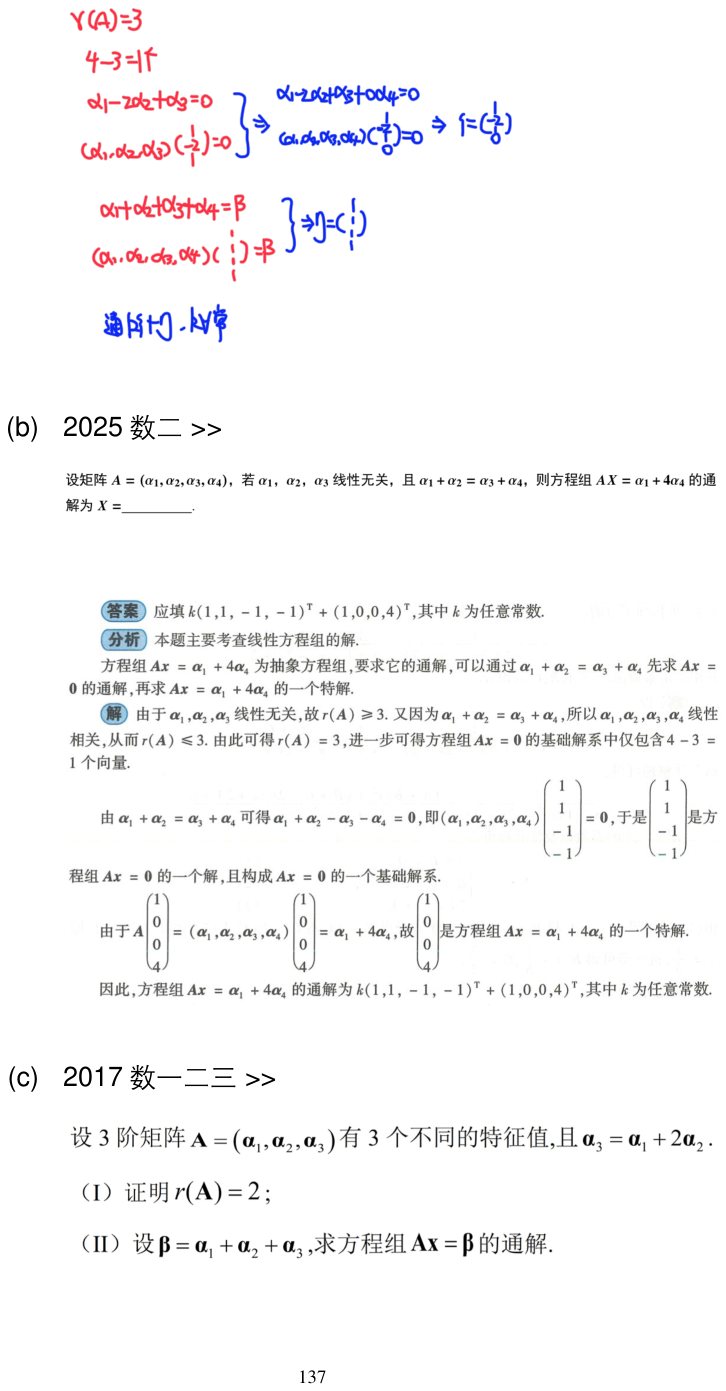 r(A)=3
4-3=1个
α1-2α2+α3=0
(α1,α2,α3)(1 -2 1)=0
⇒ α1-2α2+α3+0α4=0
(α1,α2,α3,α4)(1 -2 1 0)=0 ⇒ ξ=(1 -2 1 0)
α1+α2+α3+α4=β
(α1,α2,α3,α4)(1 1 1 1)=β
⇒η=(1 1 1 1)
通 kξ+η . k∀常
(b) 2025 数二 >>
设矩阵 A = (α1, α2, α3, α4)，若 α1，α2，α3 线性无关，且 α1 + α2 = α3 + α4，则方程组 AX = α1 + 4α4 的通
解为 X =________.
答案 应填 k(1,1,-1,-1)ᵀ + (1,0,0,4)ᵀ,其中 k 为任意常数.
分析 本题主要考查线性方程组的解.
方程组 Ax = α₁ + 4α₄ 为抽象方程组,要求它的通解,可以通过 α₁ + α₂ = α₃ + α₄ 先求 Ax =
0 的通解,再求 Ax = α₁ + 4α₄ 的一个特解.
解 由于 α₁,α₂,α₃ 线性无关,故 r(A) ≥ 3. 又因为 α₁ + α₂ = α₃ + α₄,所以 α₁,α₂,α₃,α₄ 线性
相关,从而 r(A) ≤ 3. 由此可得 r(A) = 3,进一步可得方程组 Ax = 0 的基础解系中仅包含 4 - 3 =
1 个向量.
由 α₁ + α₂ = α₃ + α₄ 可得 α₁ + α₂ - α₃ - α₄ = 0,即(α₁,α₂,α₃,α₄)(1 1 -1 -1) = 0,于是(1 1 -1 -1)是方
程组 Ax = 0 的一个解,且构成 Ax = 0 的一个基础解系.
由于 A(1 0 0 4) = (α₁,α₂,α₃,α₄)(1 0 0 4) = α₁ + 4α₄,故(1 0 0 4)是方程组 Ax = α₁ + 4α₄ 的一个特解.
因此,方程组 Ax = α₁ + 4α₄ 的通解为 k(1,1,-1,-1)ᵀ + (1,0,0,4)ᵀ,其中 k 为任意常数.
(c) 2017 数一二三 >>
设 3 阶矩阵 A = (α₁,α₂,α₃)有 3 个不同的特征值,且 α₃ = α₁ + 2α₂.
（I）证明 r(A) = 2;
（II）设 β = α₁ + α₂ + α₃,求方程组 Ax = β 的通解.
137